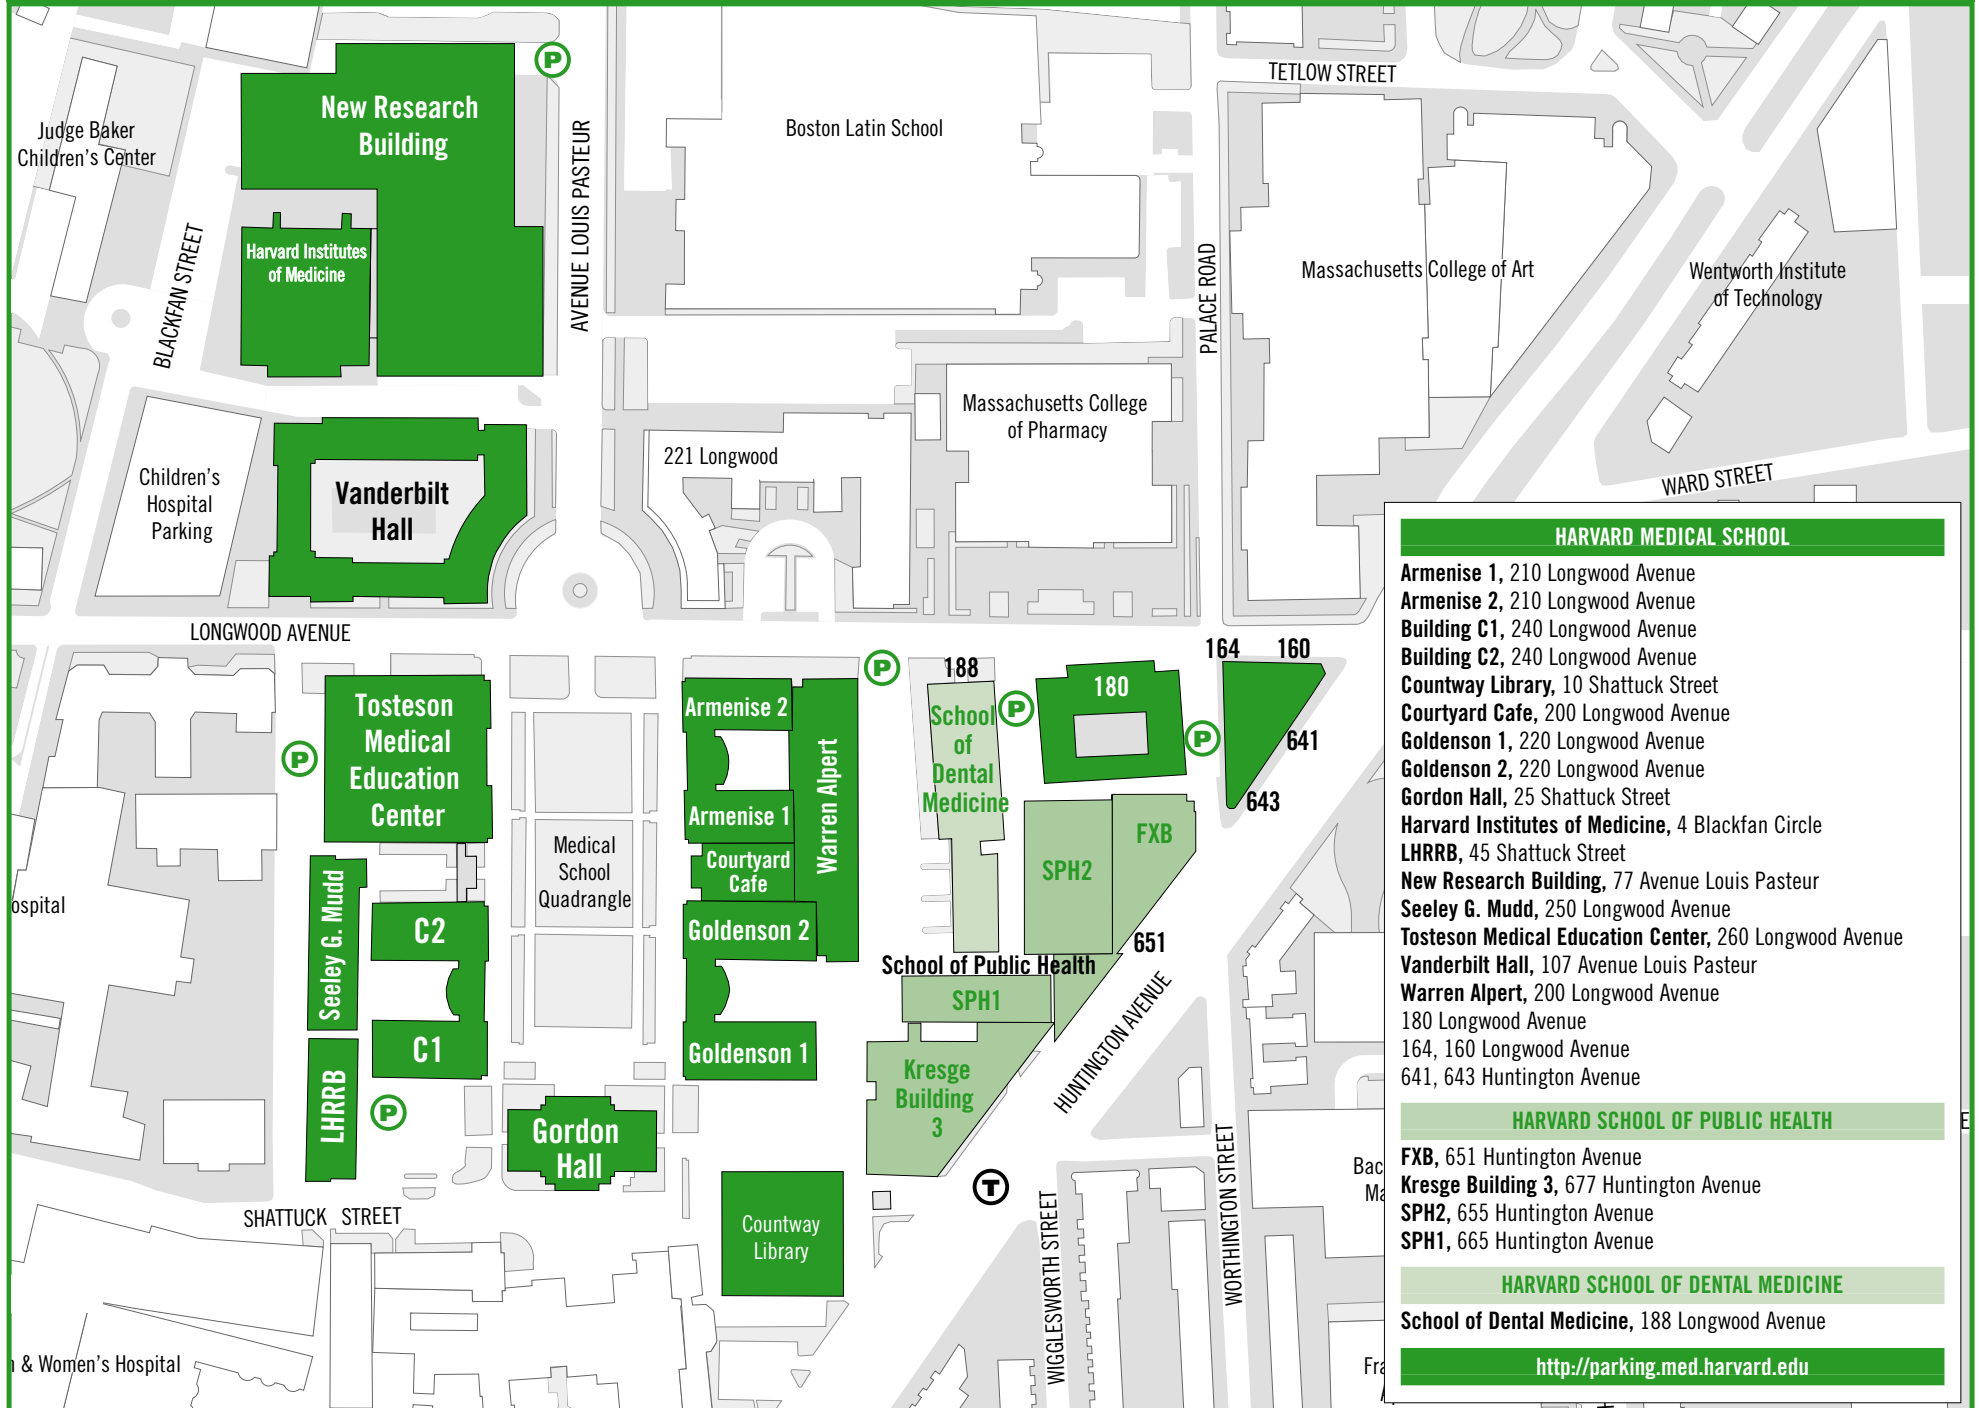 TETLOW STREET
New Research
Building
P
Judge Baker
Children's Center
Boston Latin School
AVENUE LOUIS PASTEUR
BLACKFAN STREET
Harvard Institutes
of Medicine
PALACE ROAD
Massachusetts College of Art
Wentworth Institute
of Technology
Massachusetts College
of Pharmacy
221 Longwood
Children's
Hospital
Parking
Vanderbilt
Hall
WARD STREET
LONGWOOD AVENUE
Tosteson
Medical
Education
Center
P
Armenise 2
Armenise 1
Courtyard
Cafe
Warren Alpert
Goldenson 2
Goldenson 1
P
188
School
of
Dental
Medicine
P
180
P
164
160
641
643
FXB
SPH2
651
School of Public Health
SPH1
Kresge
Building
3
Medical
School
Quadrangle
Seeley G. Mudd
C2
C1
LHRRB
P
Gordon
Hall
ospital
SHATTUCK STREET
Countway
Library
T
HUNTINGTON AVENUE
WIGGLESWORTH STREET
WORTHINGTON STREET
& Women's Hospital
Bac
Ma
Fra
E
HARVARD MEDICAL SCHOOL
Armenise 1, 210 Longwood Avenue
Armenise 2, 210 Longwood Avenue
Building C1, 240 Longwood Avenue
Building C2, 240 Longwood Avenue
Countway Library, 10 Shattuck Street
Courtyard Cafe, 200 Longwood Avenue
Goldenson 1, 220 Longwood Avenue
Goldenson 2, 220 Longwood Avenue
Gordon Hall, 25 Shattuck Street
Harvard Institutes of Medicine, 4 Blackfan Circle
LHRRB, 45 Shattuck Street
New Research Building, 77 Avenue Louis Pasteur
Seeley G. Mudd, 250 Longwood Avenue
Tosteson Medical Education Center, 260 Longwood Avenue
Vanderbilt Hall, 107 Avenue Louis Pasteur
Warren Alpert, 200 Longwood Avenue
180 Longwood Avenue
164, 160 Longwood Avenue
641, 643 Huntington Avenue
HARVARD SCHOOL OF PUBLIC HEALTH
FXB, 651 Huntington Avenue
Kresge Building 3, 677 Huntington Avenue
SPH2, 655 Huntington Avenue
SPH1, 665 Huntington Avenue
HARVARD SCHOOL OF DENTAL MEDICINE
School of Dental Medicine, 188 Longwood Avenue
http://parking.med.harvard.edu